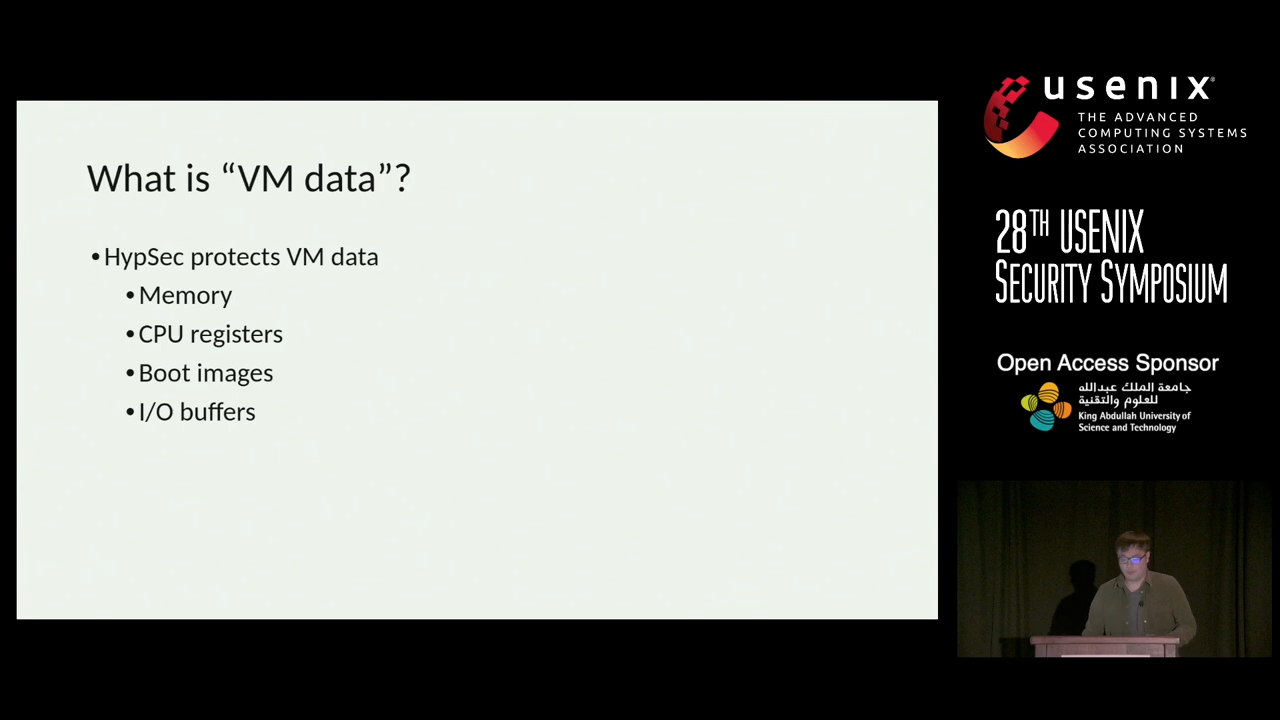 What is “VM data”?
•HypSec protects VM data
•Memory
•CPU registers
•Boot images
•I/O buffers
usenix®
THE ADVANCED
COMPUTING SYSTEMS
ASSOCIATION
28TH USENIX
SECURITY SYMPOSIUM
Open Access Sponsor
جامعة الملك عبدالله
للعلوم والتقنية
King Abdullah University of
Science and Technology